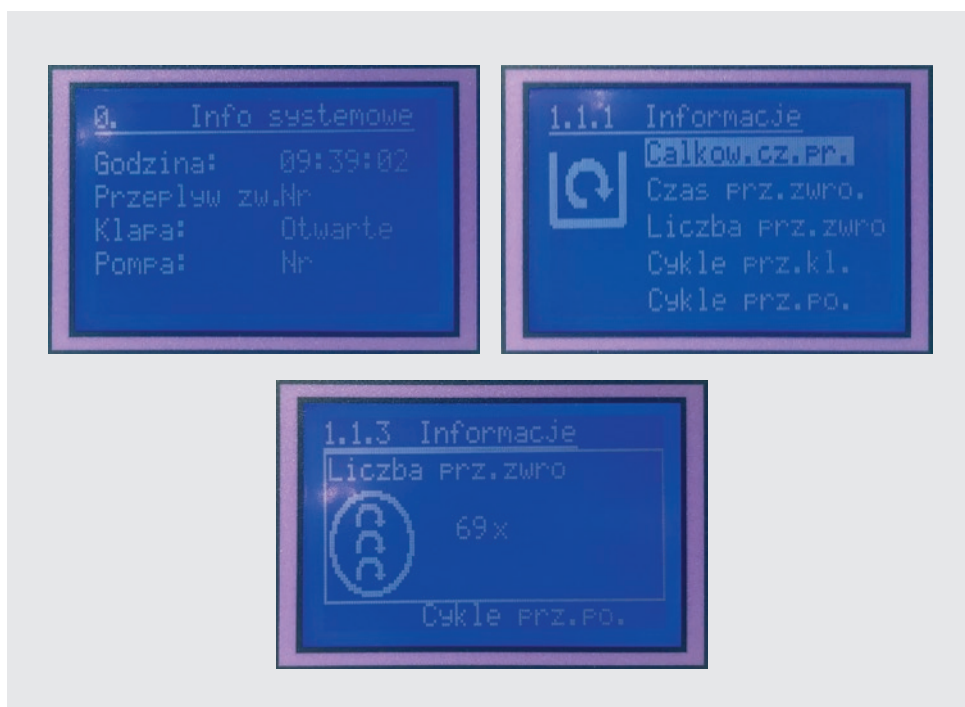 0. Info systemowe
Godzina: 09:39:02
Przeplyw zw.Nr
Klapa: Otwarte
Pompa: Nr
1.1.1 Informacje
Calkow.cz.pr.
Czas prz.zwro.
Liczba prz.zwro
Cykle prz.kl.
Cykle prz.po.
1.1.3 Informacje
Liczba prz.zwro
69x
Cykle prz.po.